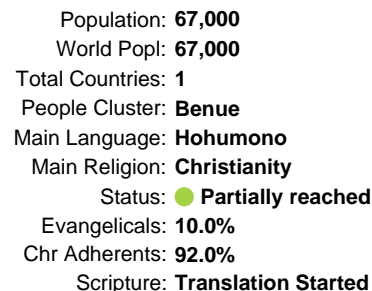 Population: 67,000
World Popl: 67,000
Total Countries: 1
People Cluster: Benue
Main Language: Hohumono
Main Religion: Christianity
Status: Partially reached
Evangelicals: 10.0%
Chr Adherents: 92.0%
Scripture: Translation Started